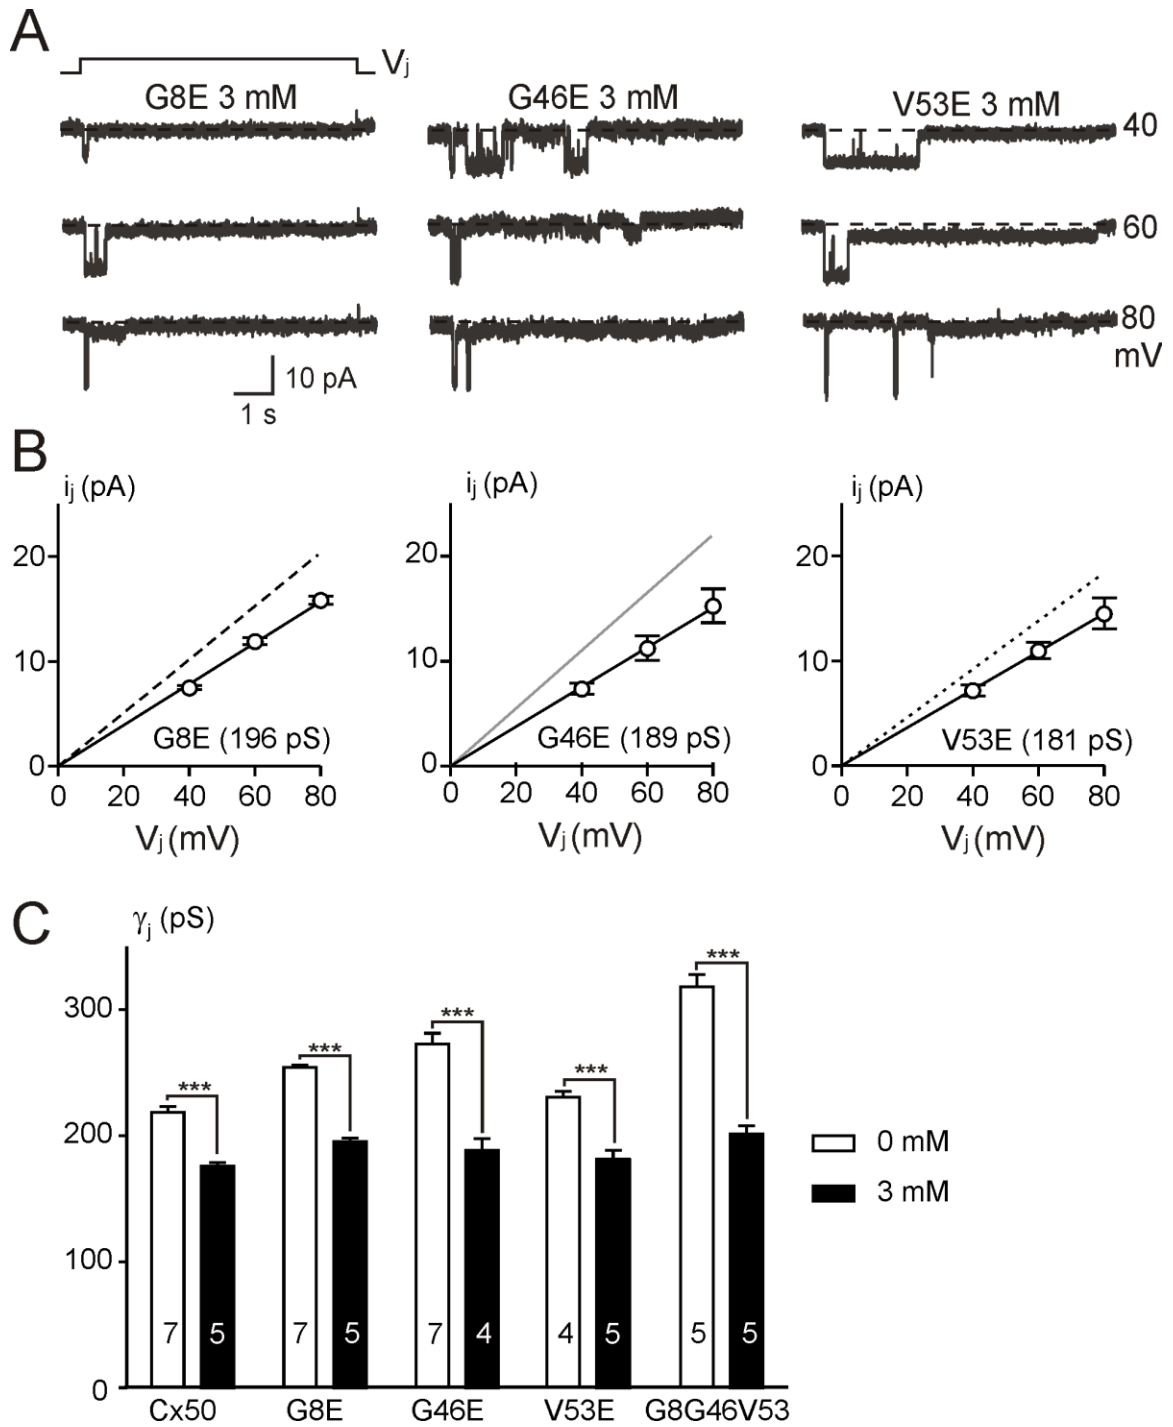 A
Vj
G8E 3 mM
G46E 3 mM
V53E 3 mM
40
60
80
mV
10 pA
1 s
B
ij (pA)
20
10
0
G8E (196 pS)
0 20 40 60 80
Vj (mV)
ij (pA)
20
10
0
G46E (189 pS)
0 20 40 60 80
Vj (mV)
ij (pA)
20
10
0
V53E (181 pS)
0 20 40 60 80
Vj (mV)
C
γj (pS)
300
200
100
0
*** *** *** *** ***
7 5 7 5 7 4 4 5 5 5
Cx50 G8E G46E V53E G8G46V53
0 mM
3 mM